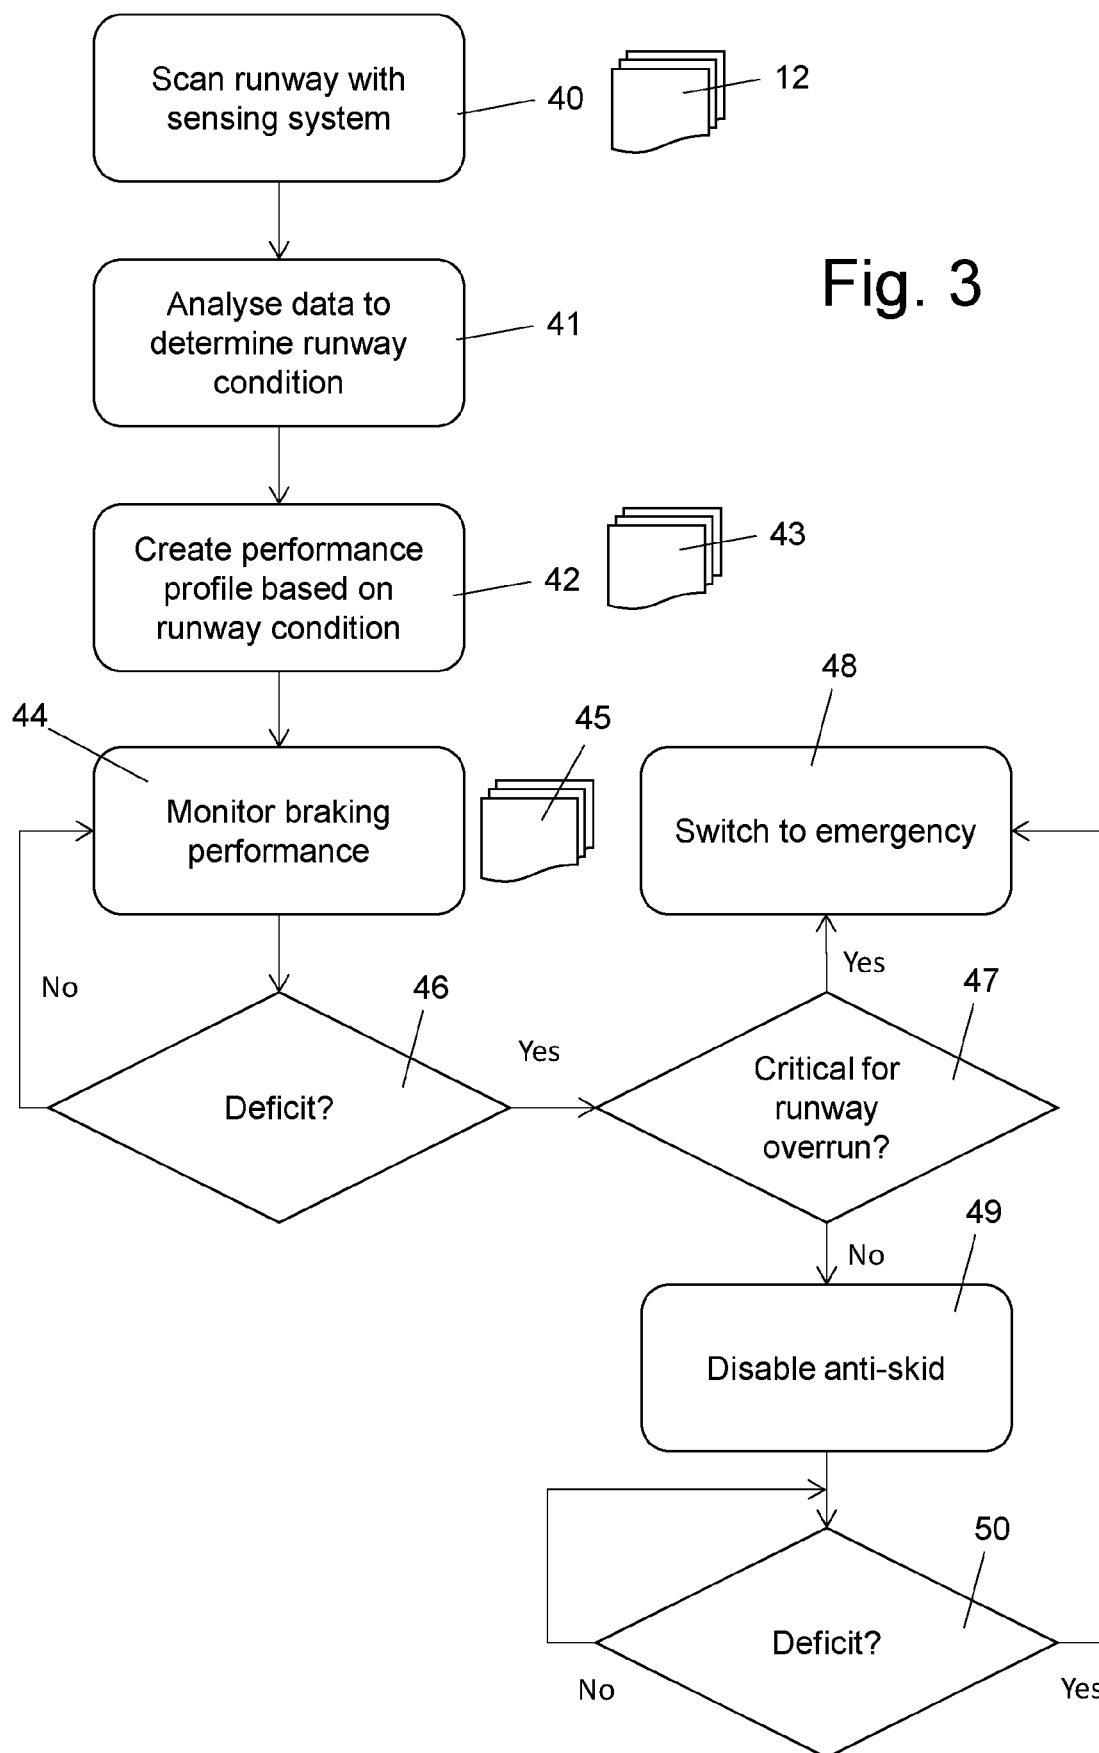 Scan runway with
sensing system
40
12
Fig. 3
Analyse data to
determine runway
condition
41
Create performance
profile based on
runway condition
42
43
44
Monitor braking
performance
45
48
Switch to emergency
No
46
Deficit?
Yes
Yes
47
Critical for
runway
overrun?
No
49
Disable anti-skid
50
Deficit?
No
Yes